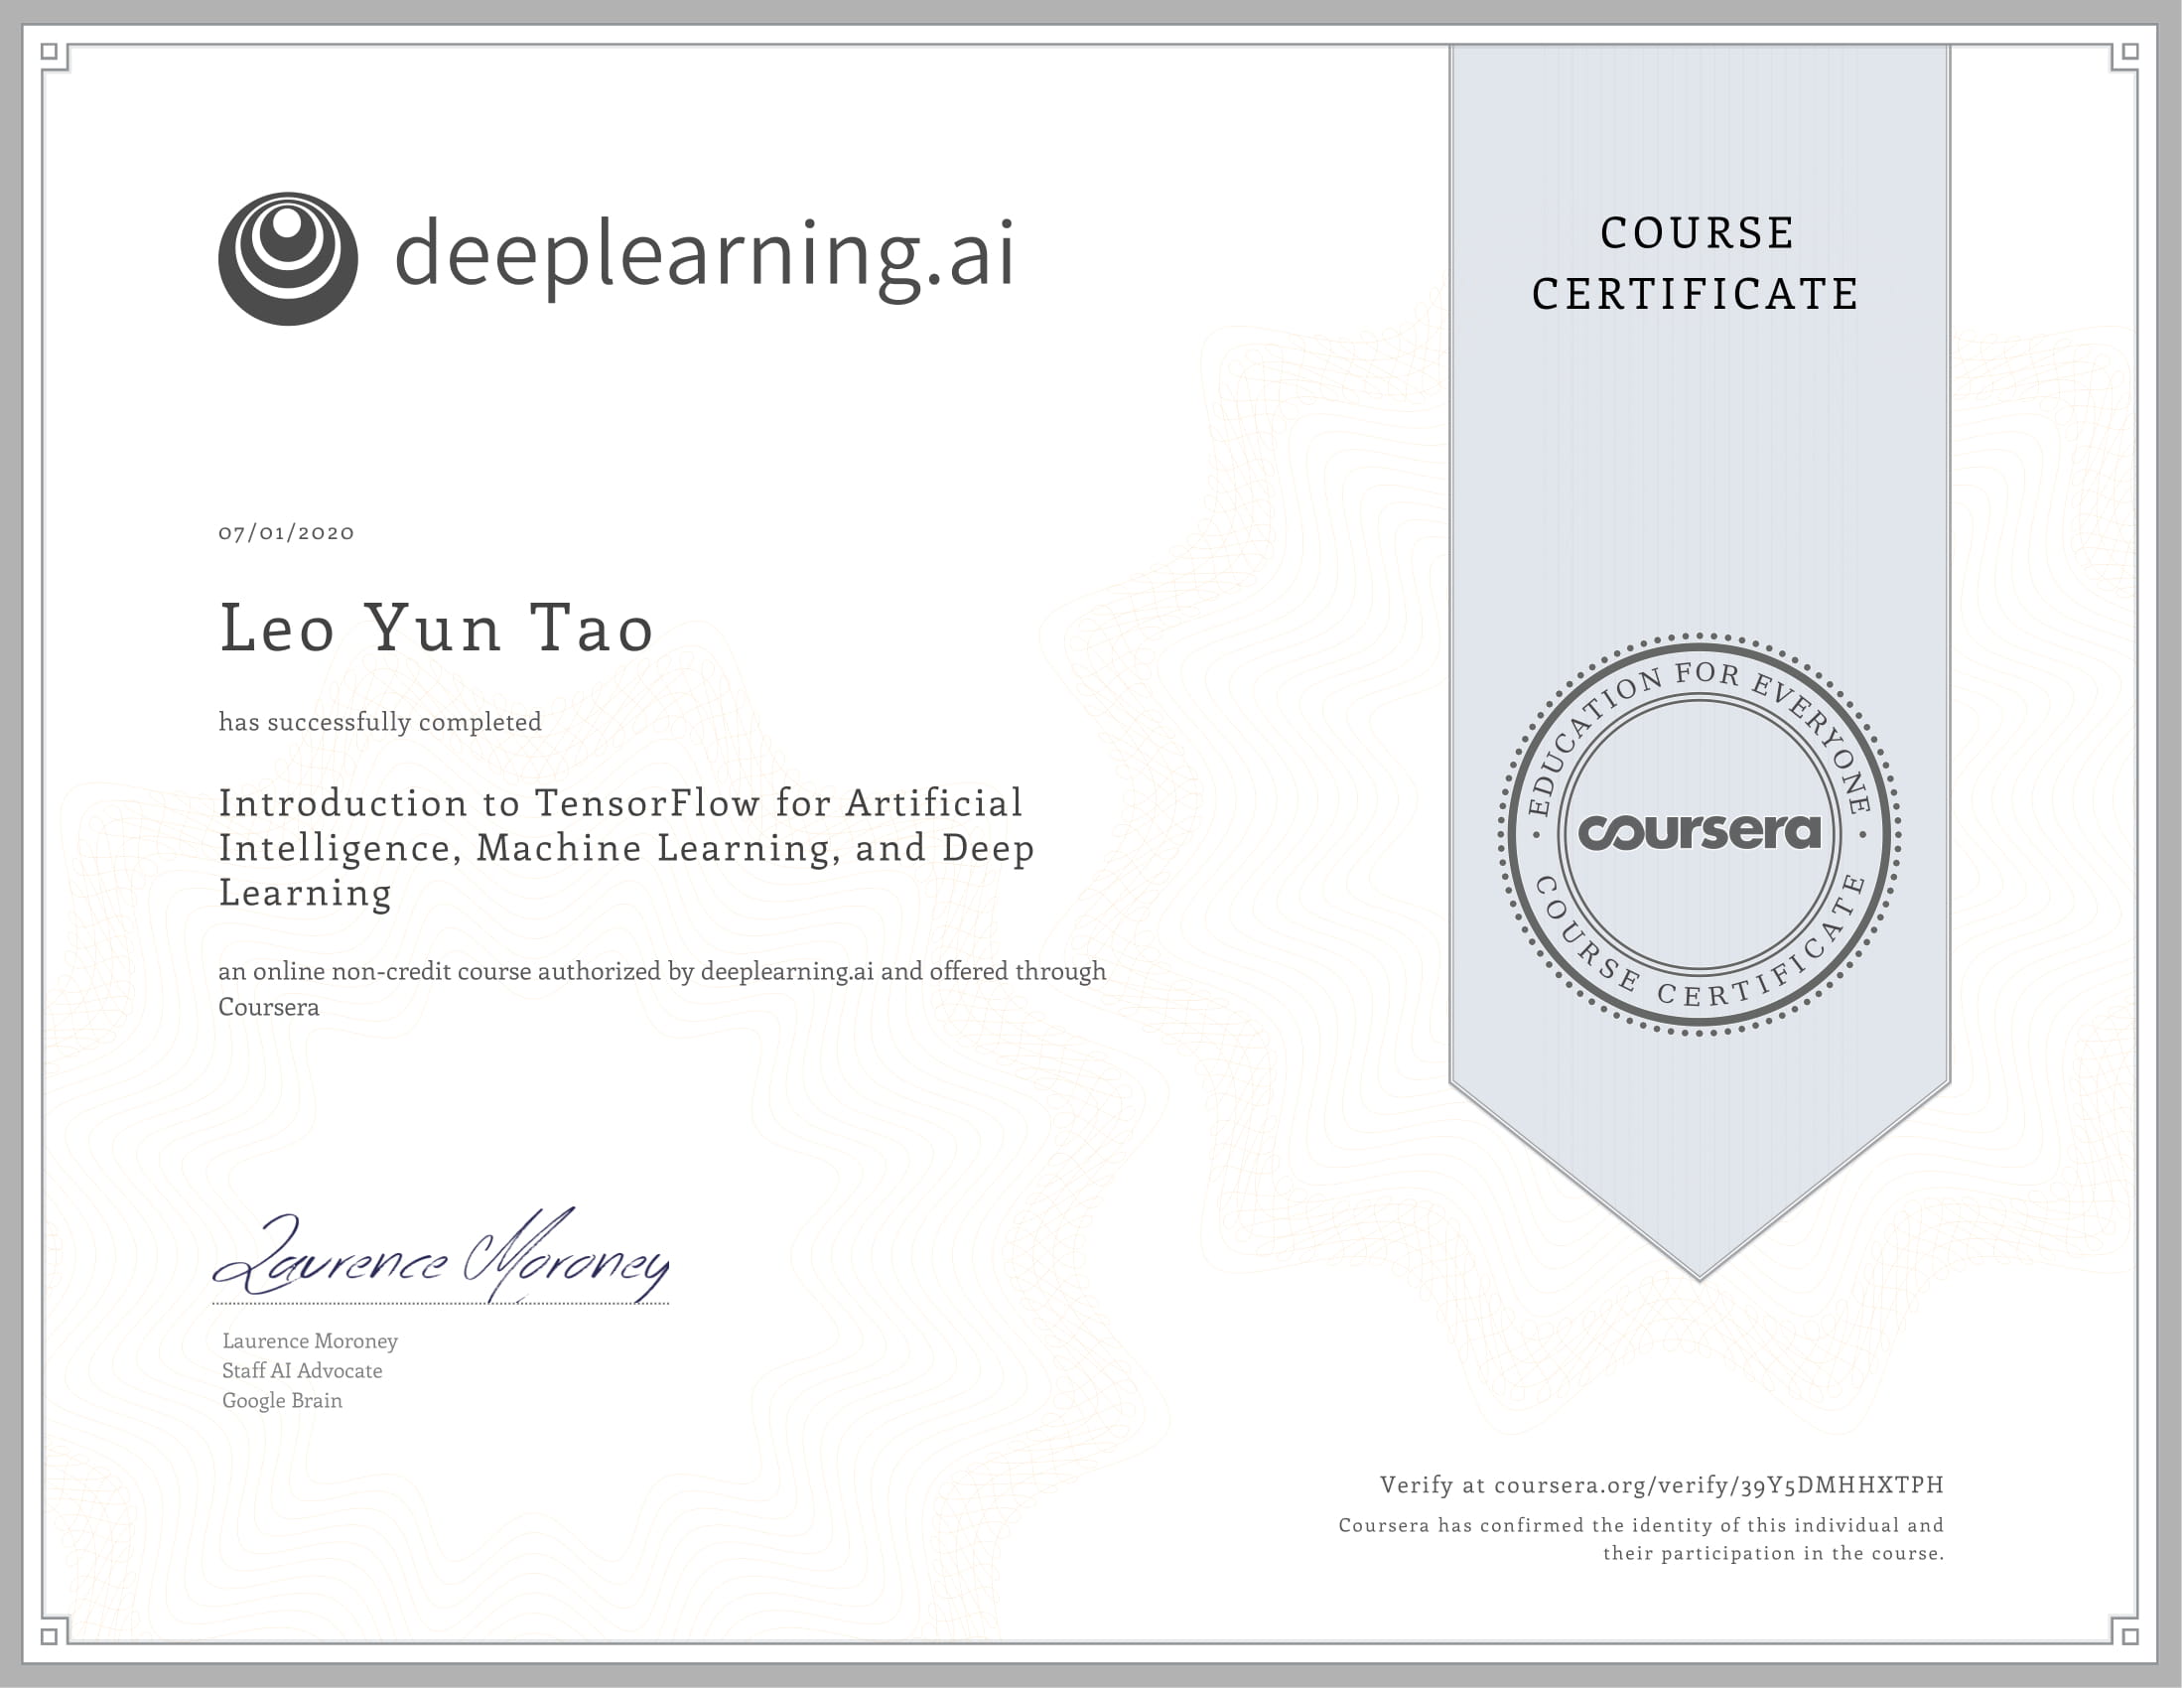 deeplearning.ai
COURSE
CERTIFICATE
07/01/2020
Leo Yun Tao
has successfully completed
Introduction to TensorFlow for Artificial
Intelligence, Machine Learning, and Deep
Learning
an online non-credit course authorized by deeplearning.ai and offered through
Coursera
EDUCATION FOR EVERYONE
coursera
COURSE CERTIFICATE
Laurence Moroney
Laurence Moroney
Staff AI Advocate
Google Brain
Verify at coursera.org/verify/39Y5DMHHXTPH
Coursera has confirmed the identity of this individual and
their participation in the course.